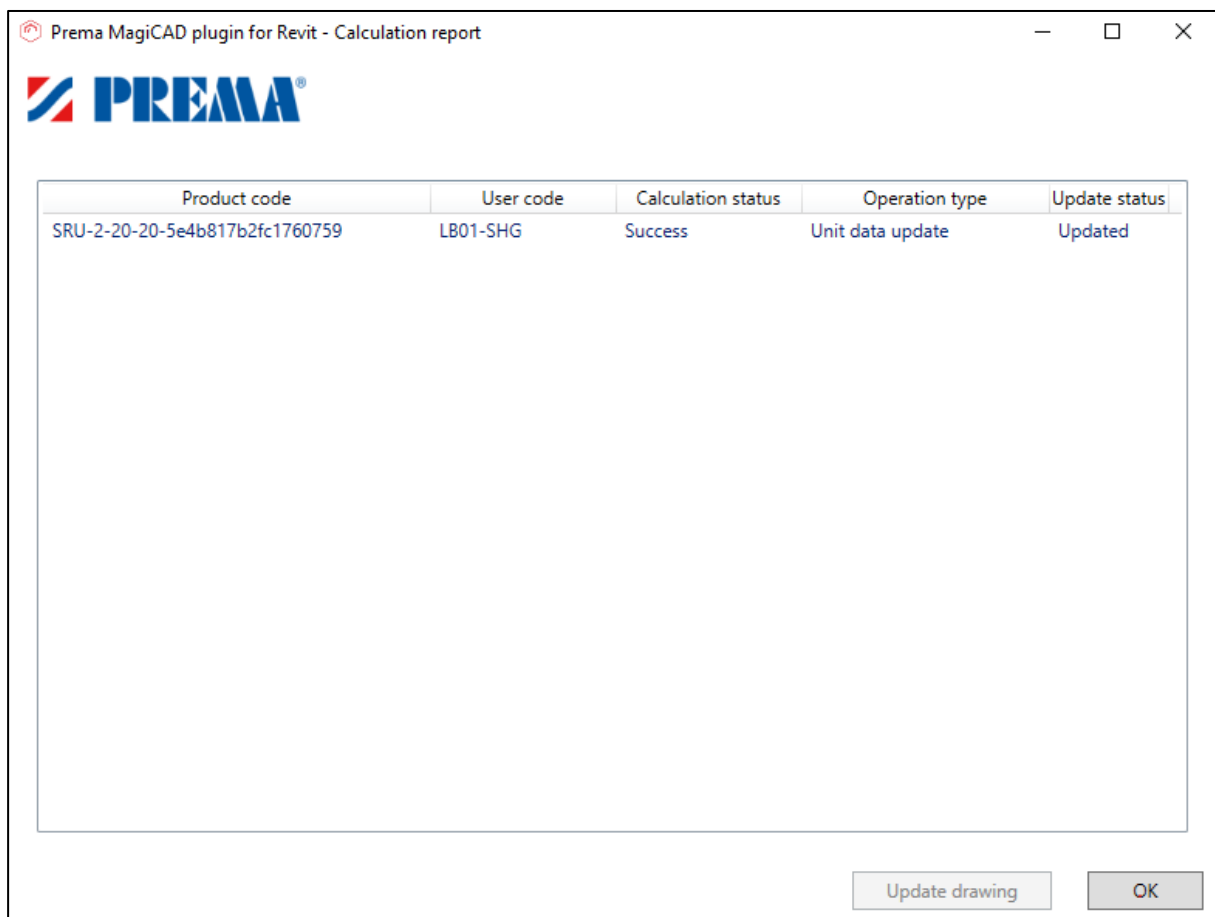 Prema MagiCAD plugin for Revit - Calculation report
PREMA®
Product code User code Calculation status Operation type Update status
SRU-2-20-20-5e4b817b2fc1760759 LB01-SHG Success Unit data update Updated
Update drawing OK